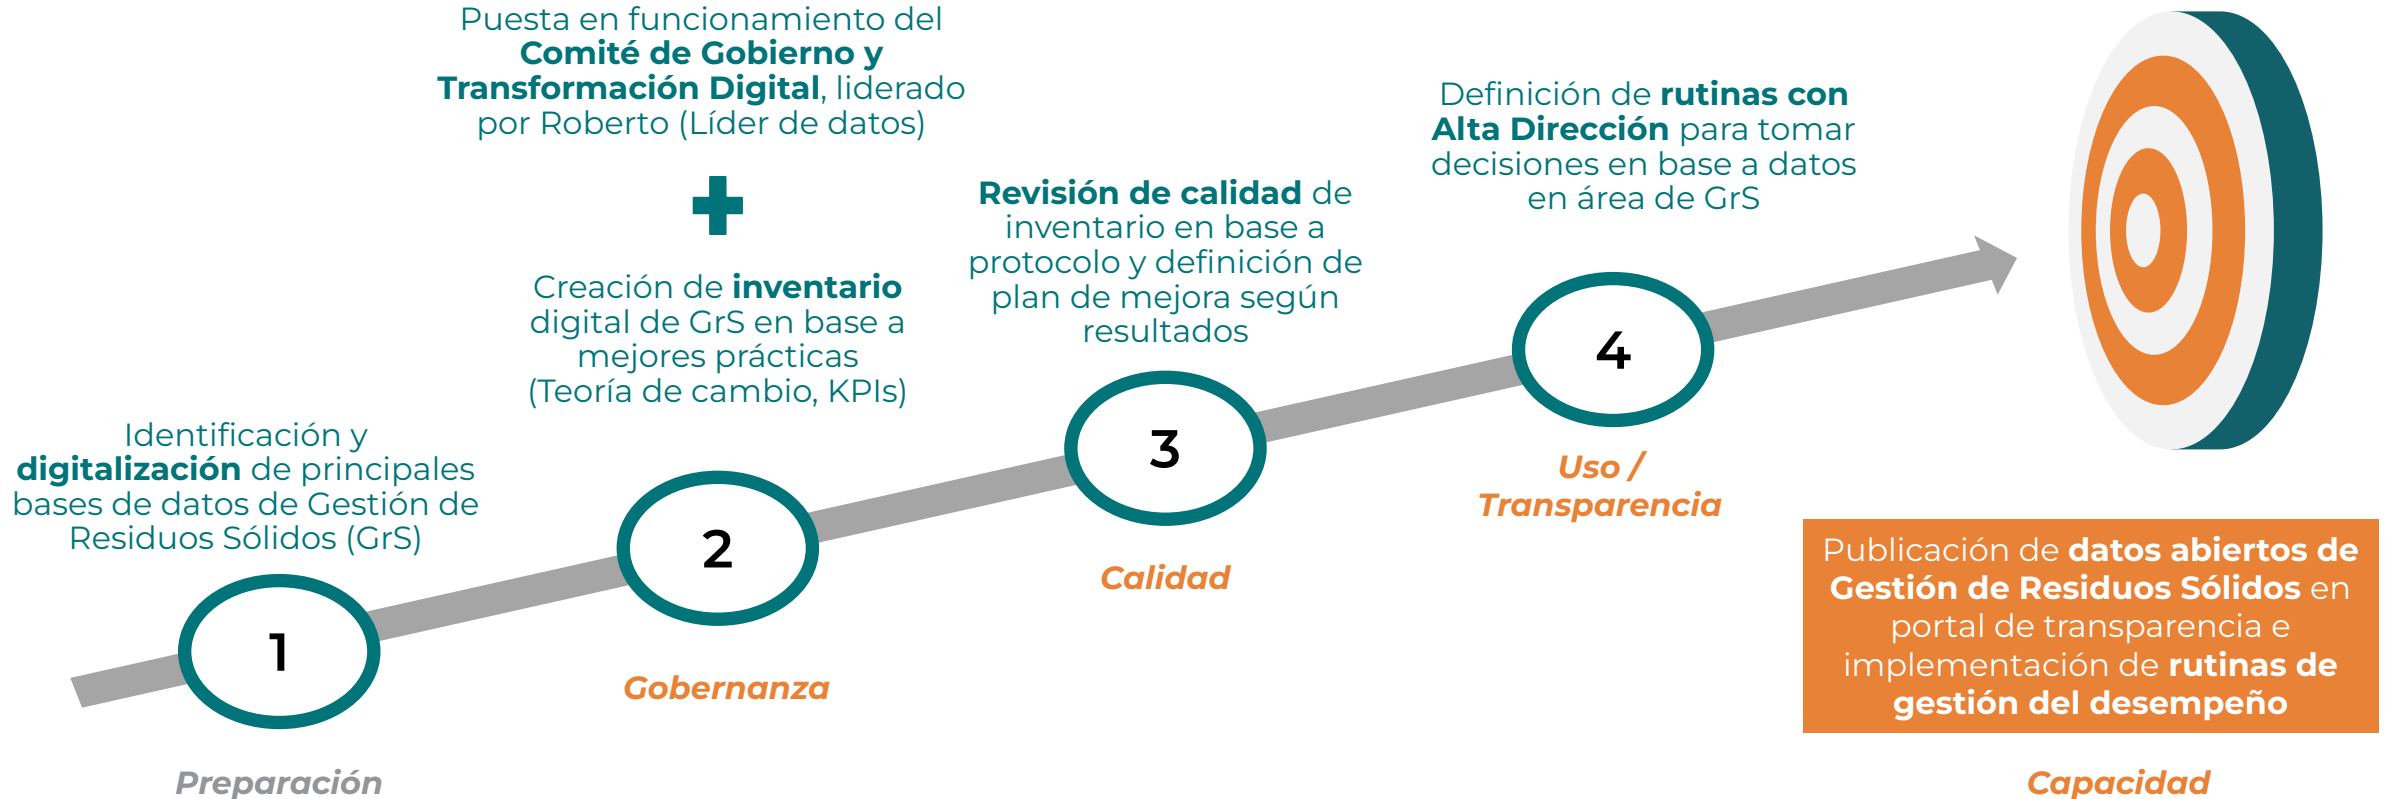 Puesta en funcionamiento del
Comité de Gobierno y
Transformación Digital, liderado
por Roberto (Líder de datos)
Creación de inventario
digital de GrS en base a
mejores prácticas
(Teoría de cambio, KPIs)
Identificación y
digitalización de principales
bases de datos de Gestión de
Residuos Sólidos (GrS)
Revisión de calidad de
inventario en base a
protocolo y definición de
plan de mejora según
resultados
Definición de rutinas con
Alta Dirección para tomar
decisiones en base a datos
en área de GrS
1
2
3
4
Preparación
Gobernanza
Calidad
Uso /
Transparencia
Publicación de datos abiertos de
Gestión de Residuos Sólidos en
portal de transparencia e
implementación de rutinas de
gestión del desempeño
Capacidad